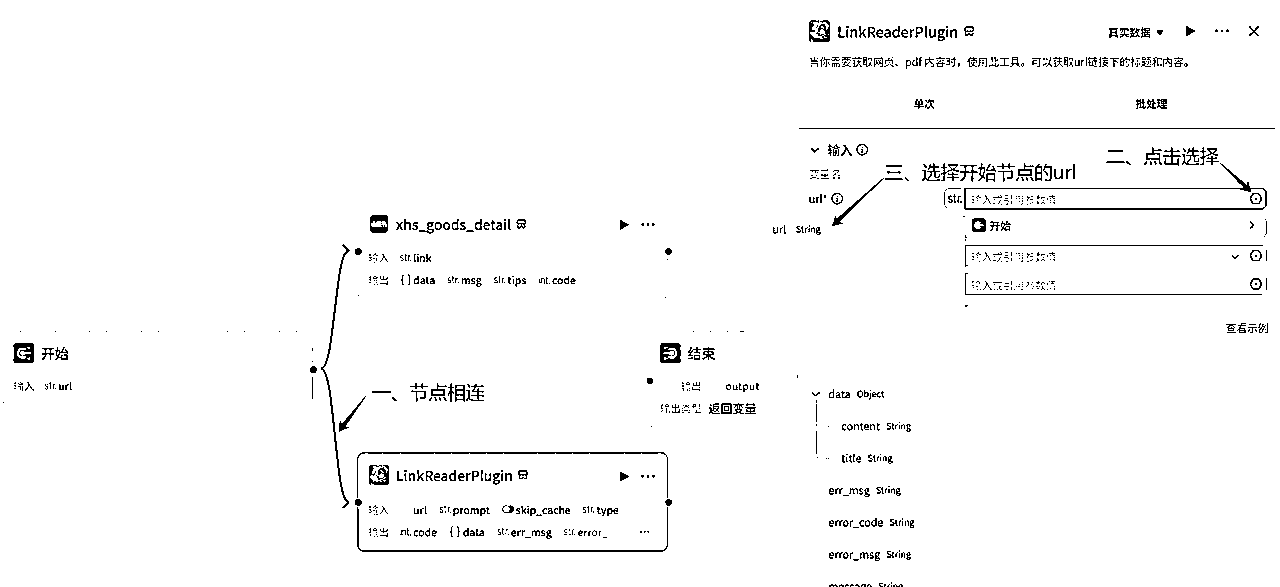 LinkReaderPlugin
真实数据
当你需要获取网页、pdf内容时，使用此工具。可以获取url链接下的标题和内容。
单次
批处理
输入
二、点击选择
变量名
三、选择开始节点的url
url*
str.
输入或引用参数值
url String
开始
输入或引用参数值
输入或引用参数值
查看示例
xhs_goods_detail
输入 str.link
输出 {}data str.msg str.tips int.code
开始
输入 str.url
一、节点相连
结束
输出 output
输出类型 返回变量
data Object
content String
title String
err_msg String
error_code String
error_msg String
message String
LinkReaderPlugin
输入 url str.prompt skip_cache str.type
输出 int.code {}data str.err_msg str.error_ ...